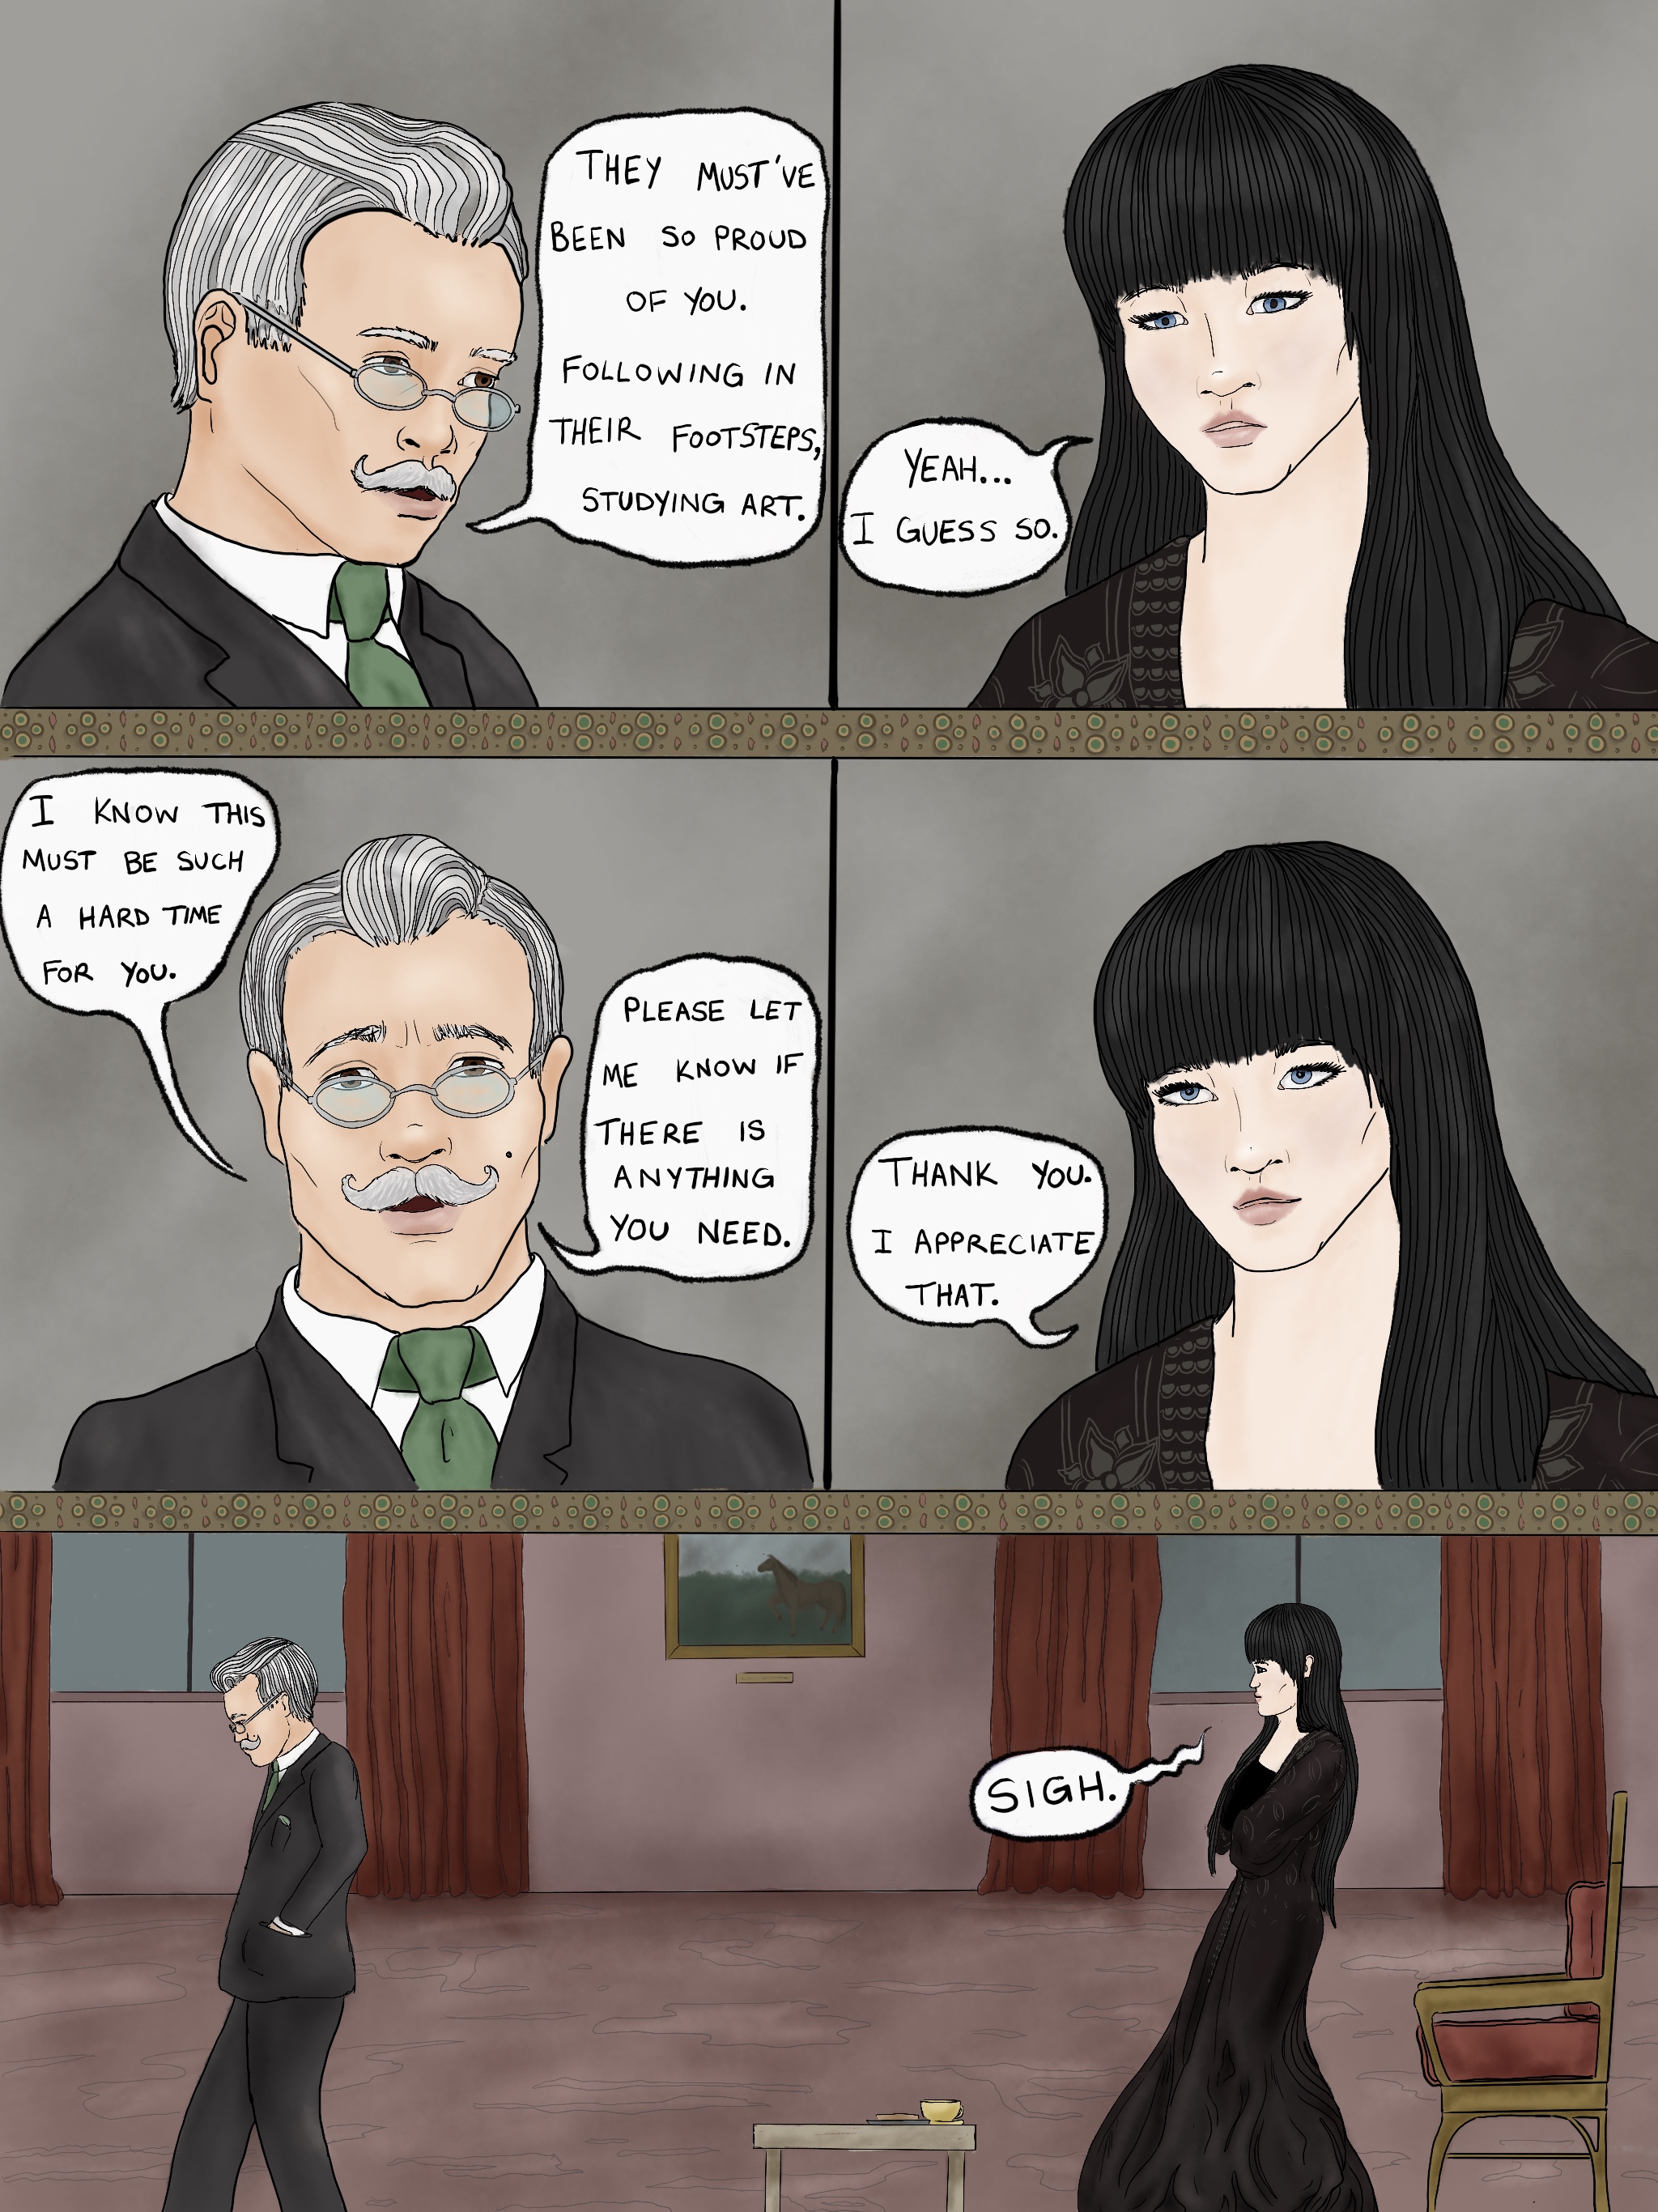 THEY MUST'VE
BEEN SO PROUD
OF YOU.
FOLLOWING IN
THEIR FOOTSTEPS,
STUDYING ART.
YEAH...
I GUESS SO.
I KNOW THIS
MUST BE SUCH
A HARD TIME
FOR YOU.
PLEASE LET
ME KNOW IF
THERE IS
ANYTHING
YOU NEED.
THANK YOU.
I APPRECIATE
THAT.
SIGH.